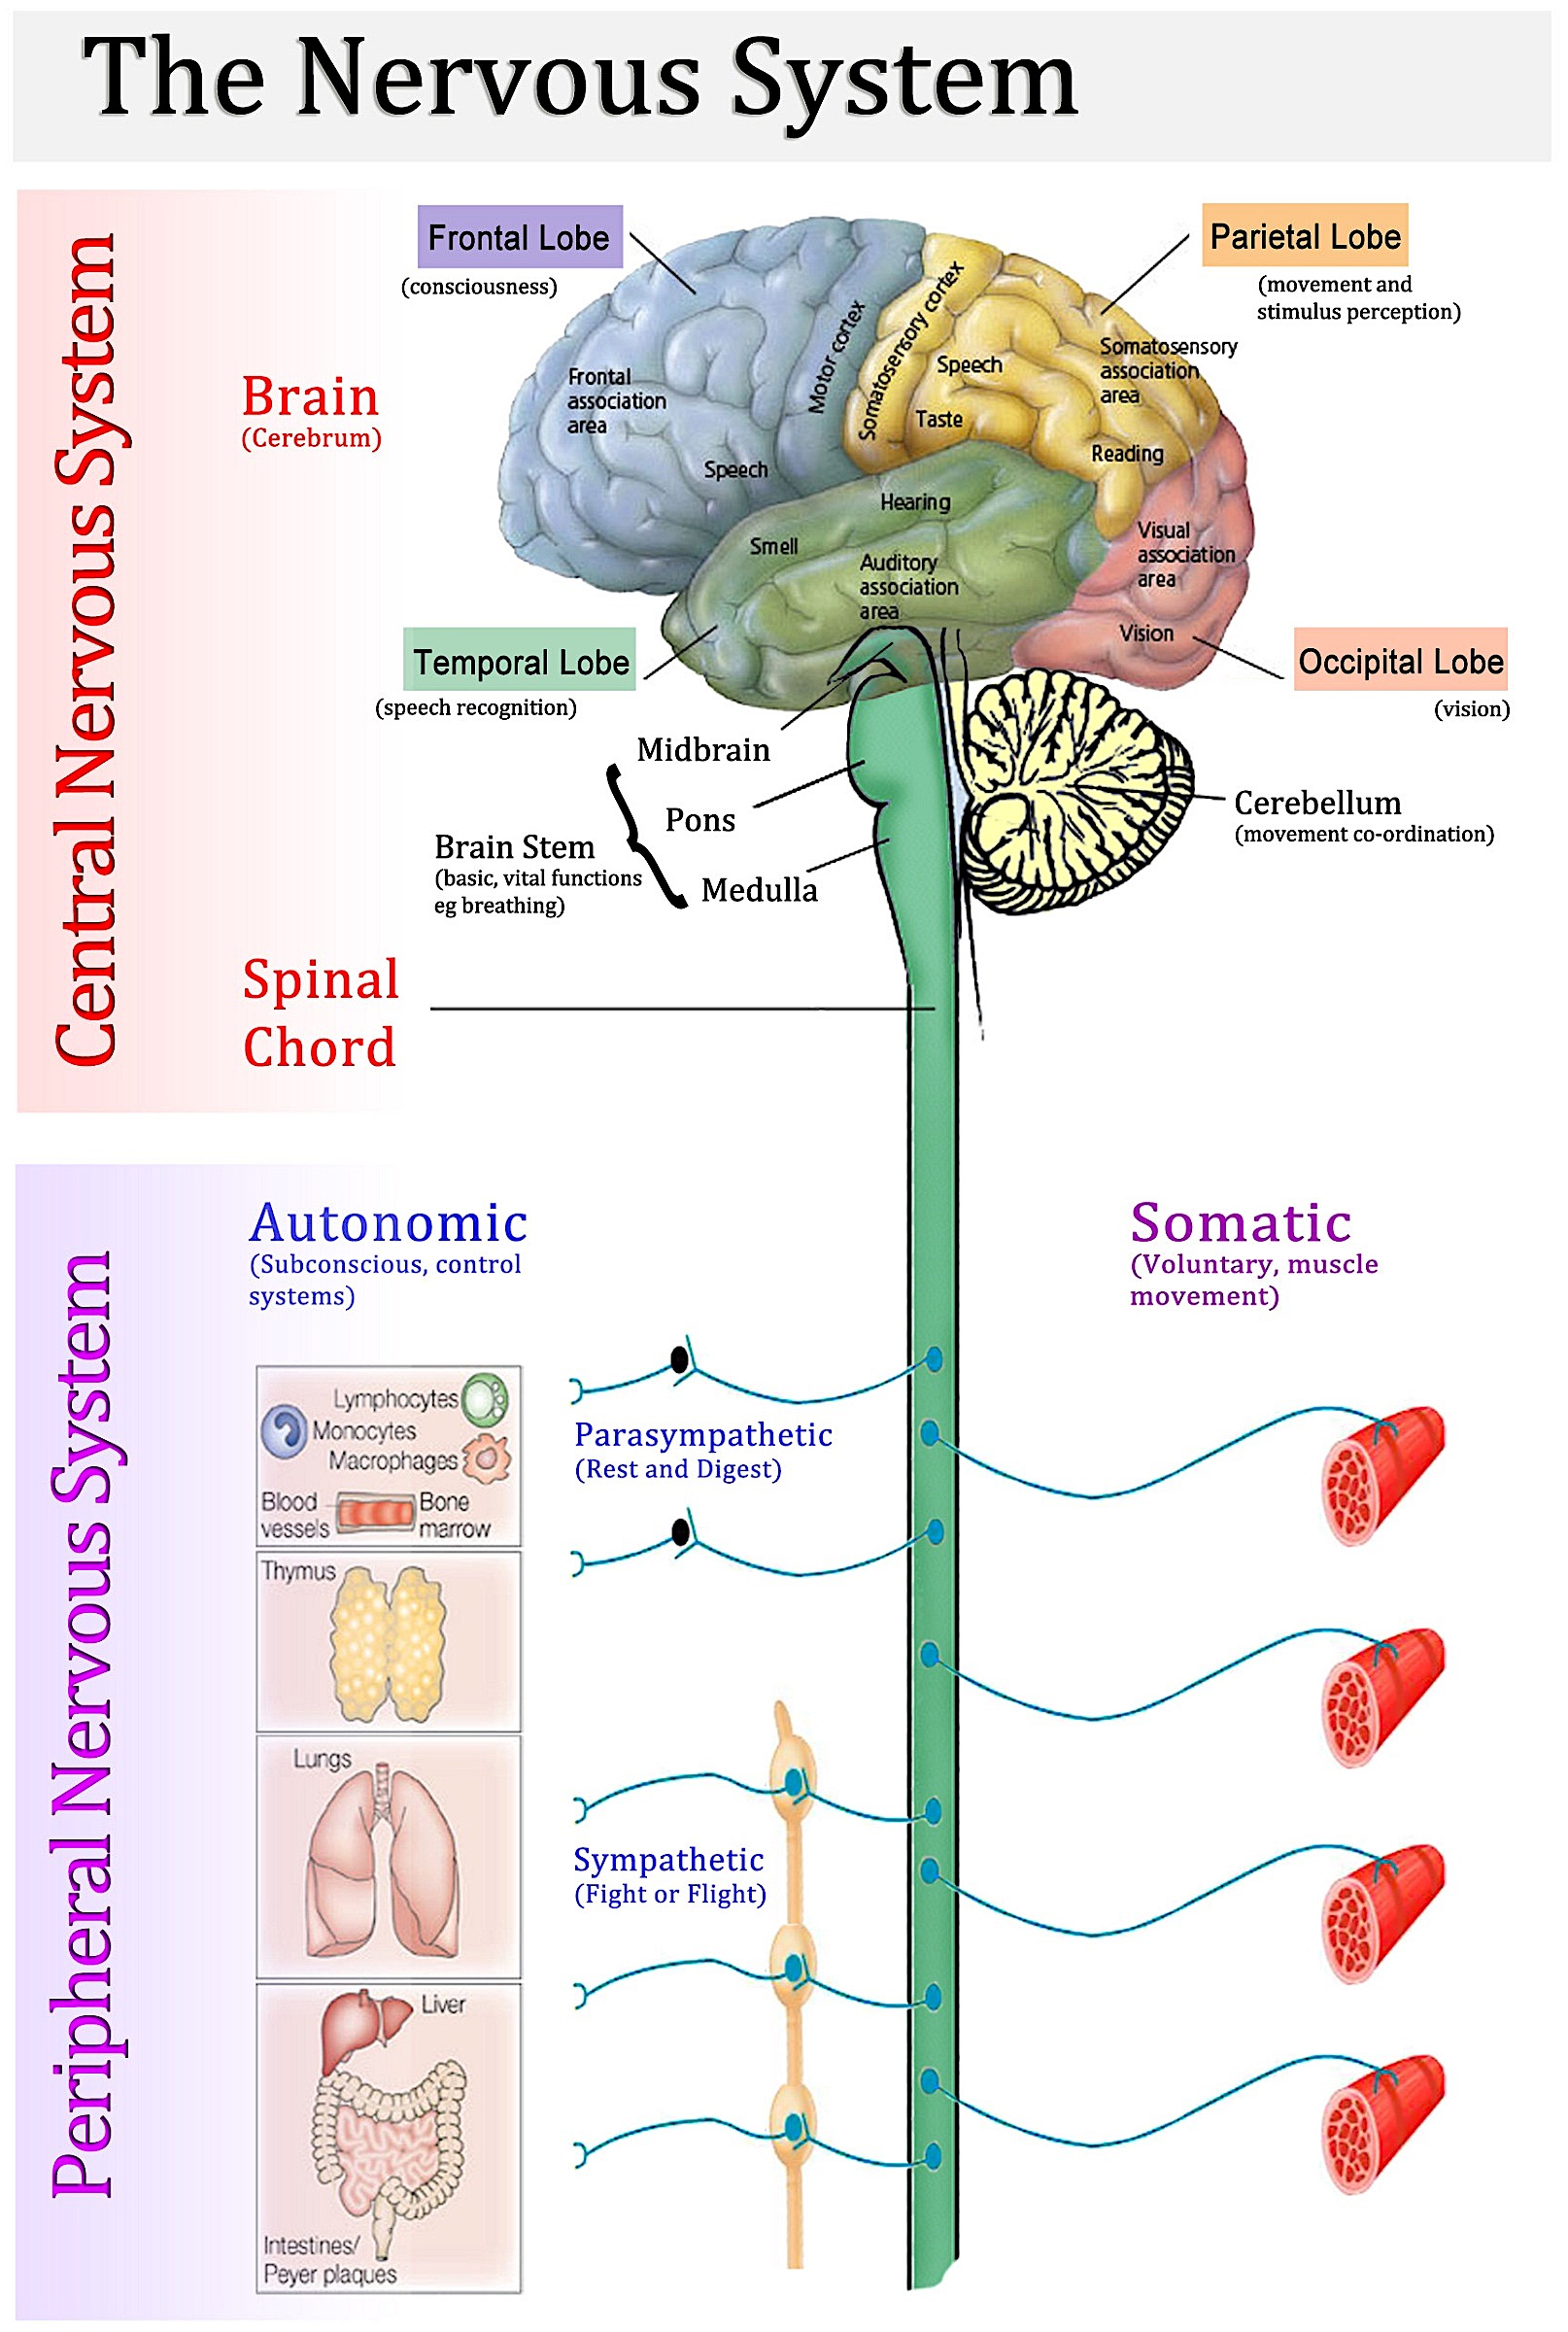 The Nervous System
Central Nervous System
Frontal Lobe
(consciousness)
Parietal Lobe
(movement and
stimulus perception)
Brain
(Cerebrum)
Frontal
association
area
Speech
Motor cortex
Somatosensory cortex
Speech
Taste
Somatosensory
association
area
Reading
Hearing
Smell
Auditory
association
area
Visual
association
area
Vision
Temporal Lobe
(speech recognition)
Occipital Lobe
(vision)
Midbrain
Pons
Medulla
Brain Stem
(basic, vital functions
eg breathing)
Cerebellum
(movement co-ordination)
Spinal
Chord
Peripheral Nervous System
Autonomic
(Subconscious, control
systems)
Somatic
(Voluntary, muscle
movement)
Lymphocytes
Monocytes
Macrophages
Blood
vessels
Bone
marrow
Thymus
Lungs
Liver
Intestines/
Peyer plaques
Parasympathetic
(Rest and Digest)
Sympathetic
(Fight or Flight)